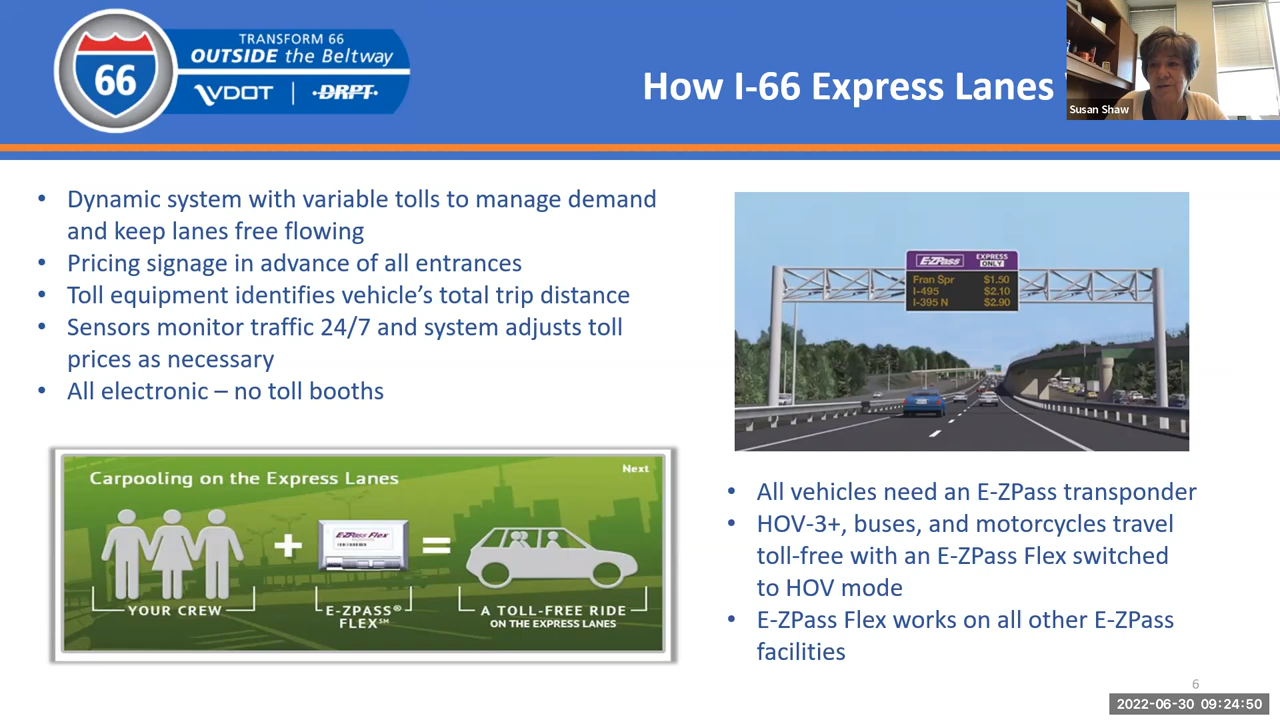 TRANSFORM 66
OUTSIDE the Beltway
66
VDOT | DRPT
How I-66 Express Lanes
Susan Shaw
• Dynamic system with variable tolls to manage demand
and keep lanes free flowing
• Pricing signage in advance of all entrances
• Toll equipment identifies vehicle's total trip distance
• Sensors monitor traffic 24/7 and system adjusts toll
prices as necessary
• All electronic – no toll booths
E-ZPass EXPRESS
ONLY
Fran Spr $1.50
I-495 $2.10
I-395 N $2.90
Next
Carpooling on the Express Lanes
E-ZPass Flex
+ =
YOUR CREW
E-ZPASS®
FLEX℠
A TOLL-FREE RIDE
ON THE EXPRESS LANES
• All vehicles need an E-ZPass transponder
• HOV-3+, buses, and motorcycles travel
toll-free with an E-ZPass Flex switched
to HOV mode
• E-ZPass Flex works on all other E-ZPass
facilities
6
2022-06-30 09:24:50